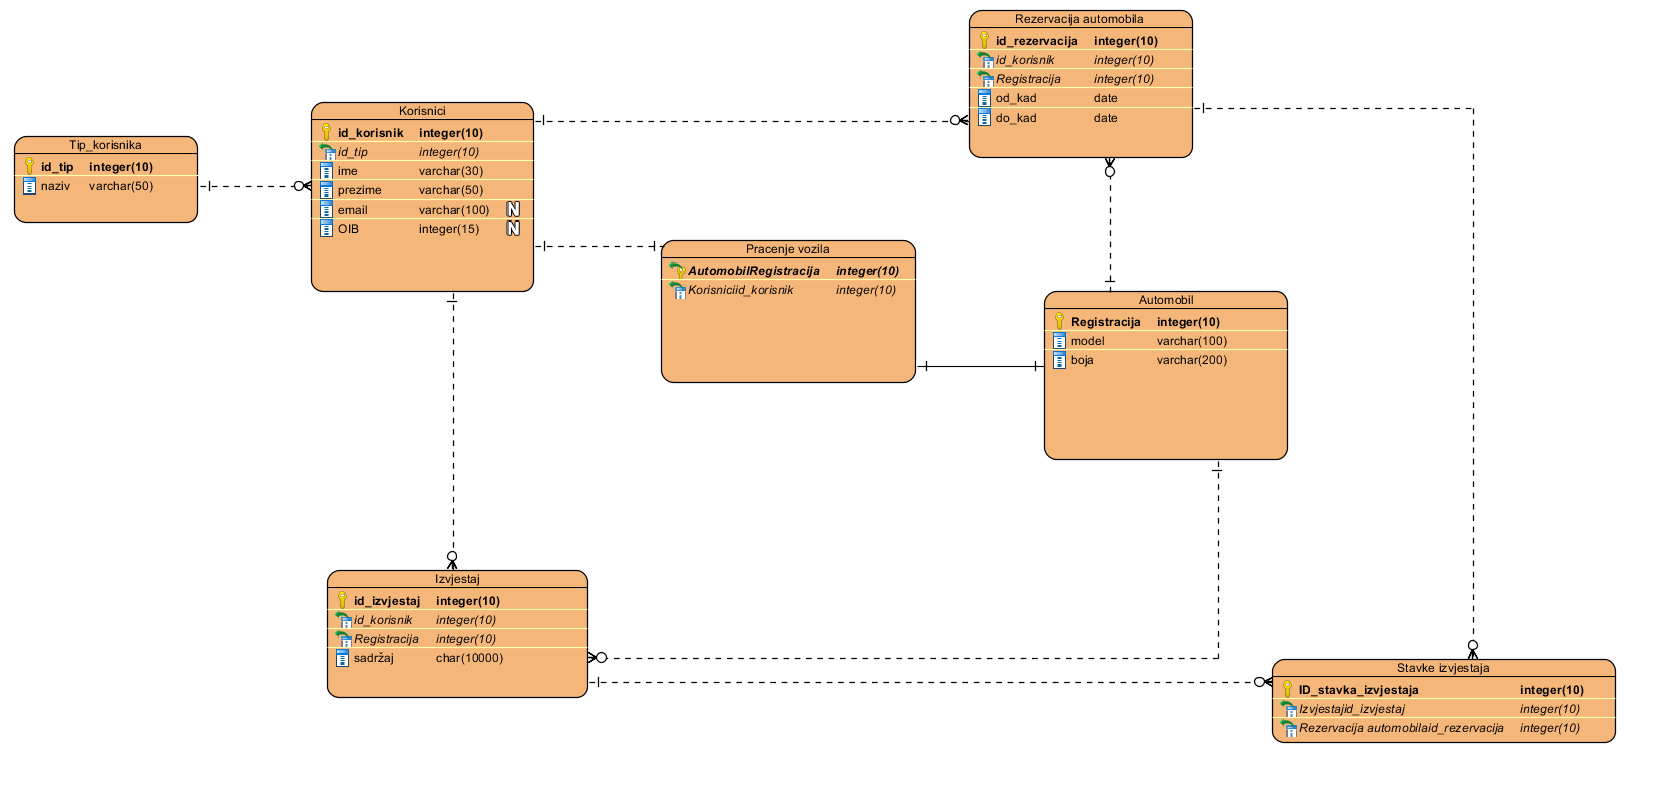 Rezervacija automobila
id_rezervacija integer(10)
id_korisnik integer(10)
Registracija integer(10)
od_kad date
do_kad date
Korisnici
id_korisnik integer(10)
id_tip integer(10)
ime varchar(30)
prezime varchar(50)
email varchar(100) N
OIB integer(15) N
Tip_korisnika
id_tip integer(10)
naziv varchar(50)
Pracenje vozila
AutomobilRegistracija integer(10)
Korisniciid_korisnik integer(10)
Automobil
Registracija integer(10)
model varchar(100)
boja varchar(200)
Izvjestaj
id_izvjestaj integer(10)
id_korisnik integer(10)
Registracija integer(10)
sadržaj char(10000)
Stavke izvjestaja
ID_stavka_izvjestaja integer(10)
Izvjestajid_izvjestaj integer(10)
Rezervacija automobilaid_rezervacija integer(10)